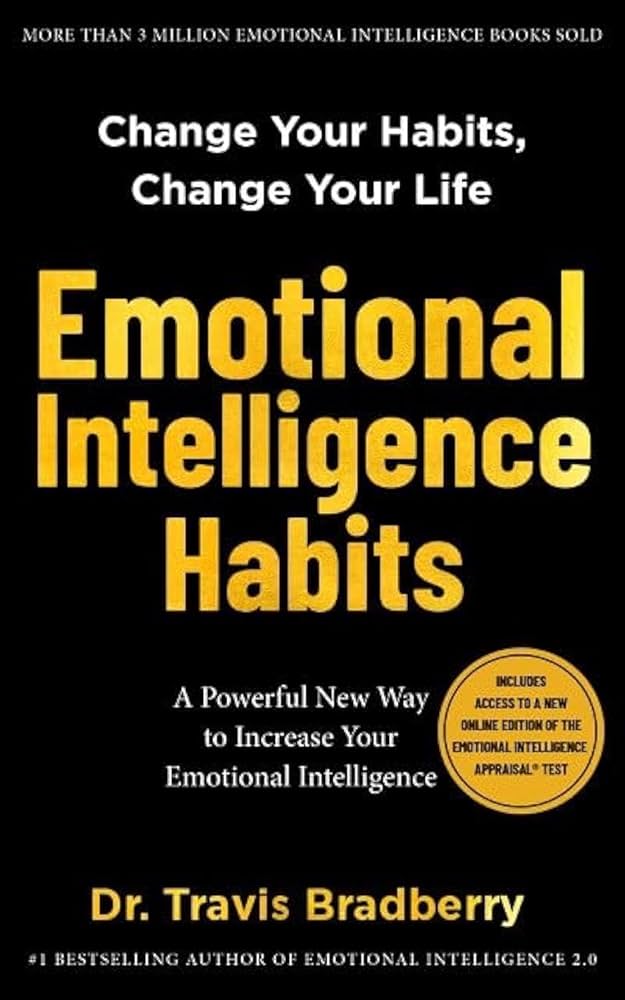 MORE THAN 3 MILLION EMOTIONAL INTELLIGENCE BOOKS SOLD
Change Your Habits,
Change Your Life
Emotional
Intelligence
Habits
A Powerful New Way
to Increase Your
Emotional Intelligence
INCLUDES
ACCESS TO A NEW
ONLINE EDITION OF THE
EMOTIONAL INTELLIGENCE
APPRAISAL® TEST
Dr. Travis Bradberry
#1 BESTSELLING AUTHOR OF EMOTIONAL INTELLIGENCE 2.0